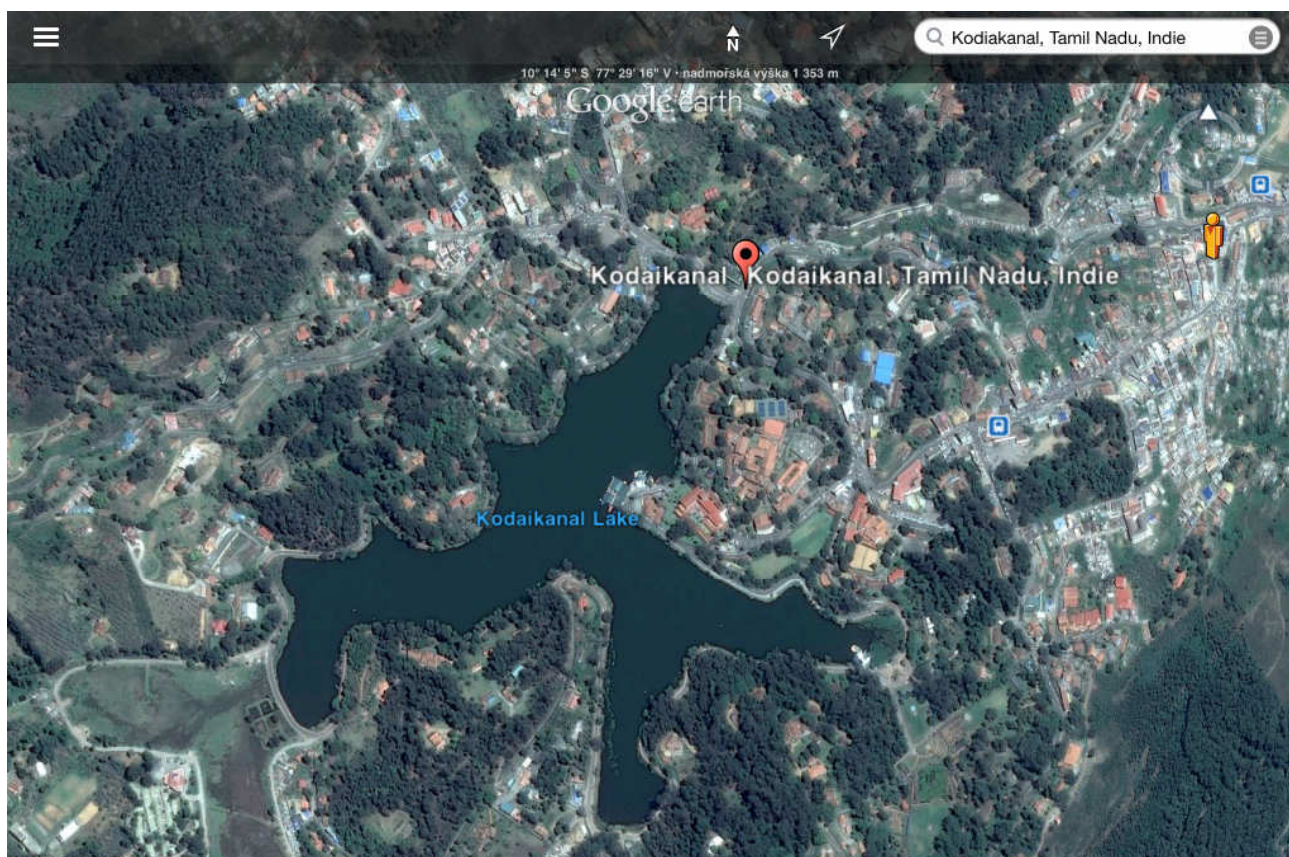 N
Kodiakanal, Tamil Nadu, Indie
10° 14' 5" S 77° 29' 16" V • nadmořská výška 1 353 m
Google earth
Kodaikanal, Kodaikanal, Tamil Nadu, Indie
Kodaikanal Lake